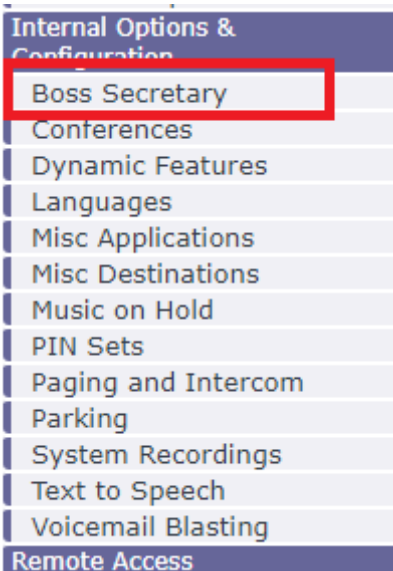 Internal Options &
Configuration
Boss Secretary
Conferences
Dynamic Features
Languages
Misc Applications
Misc Destinations
Music on Hold
PIN Sets
Paging and Intercom
Parking
System Recordings
Text to Speech
Voicemail Blasting
Remote Access